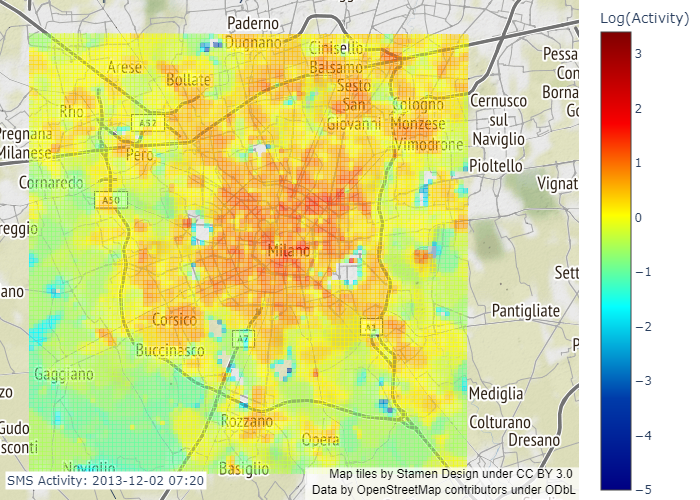 Paderno
Dugnano
Cinisello
Balsamo
Arese
Bollate
Sesto
San
Giovanni
Rho
A52
Cologno
Monzese
Vimodrone
Pregnana
Milanese
Pero
Cornaredo
A50
reggio
Milano
ano
Corsico
A7
A1
Buccinasco
Gaggiano
zo
Gudo
sconti
Rozzano
Opera
Noviglio
Basiglio
Pessa
Con
Borna
Go
Cernusco
sul
Naviglio
Pioltello
Vignat
Sett
Pantigliate
P
Mediglia
Colturano
Dresano
SMS Activity: 2013-12-02 07:20
Map tiles by Stamen Design under CC BY 3.0
Data by OpenStreetMap contributors under ODbL
Log(Activity)
3
2
1
0
−1
−2
−3
−4
−5